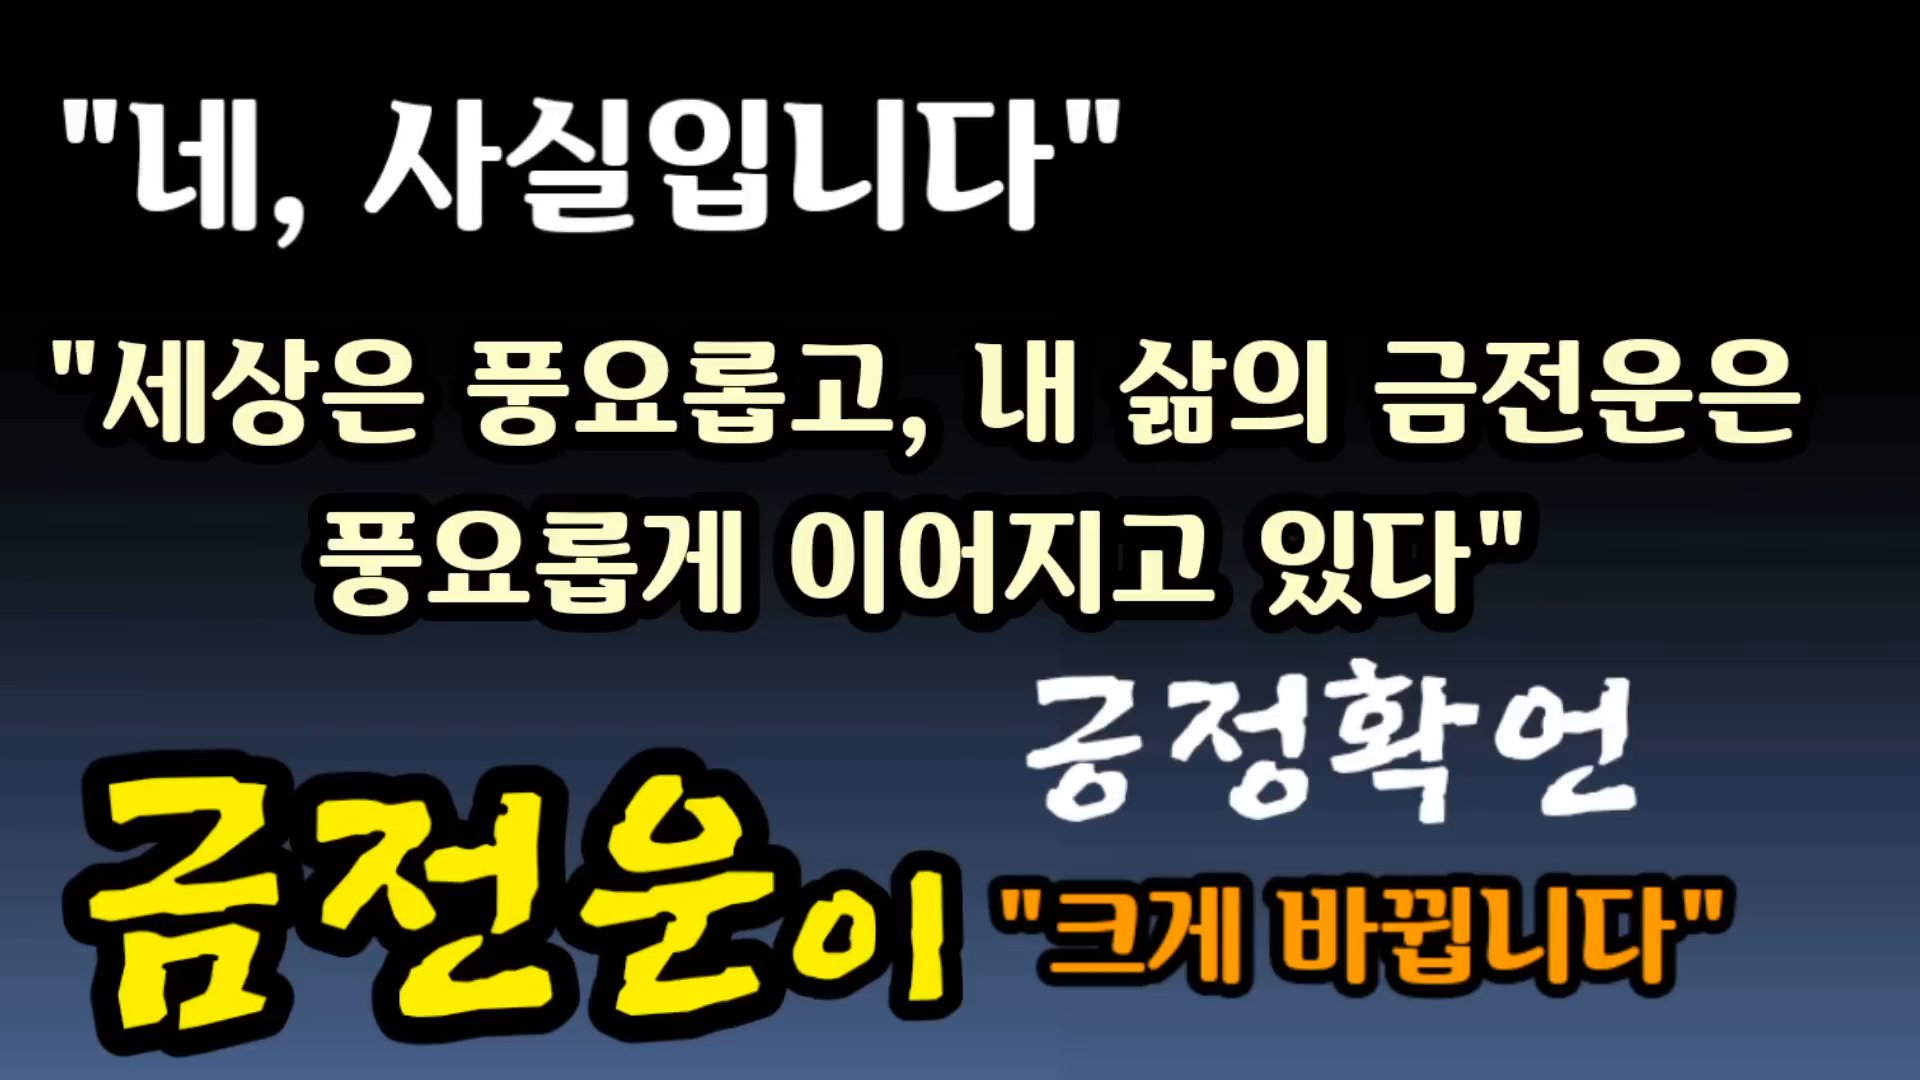 "네, 사실입니다"
"세상은 풍요롭고, 내 삶의 금전운은
풍요롭게 이어지고 있다"
긍정확언
금전운이
"크게 바뀝니다"